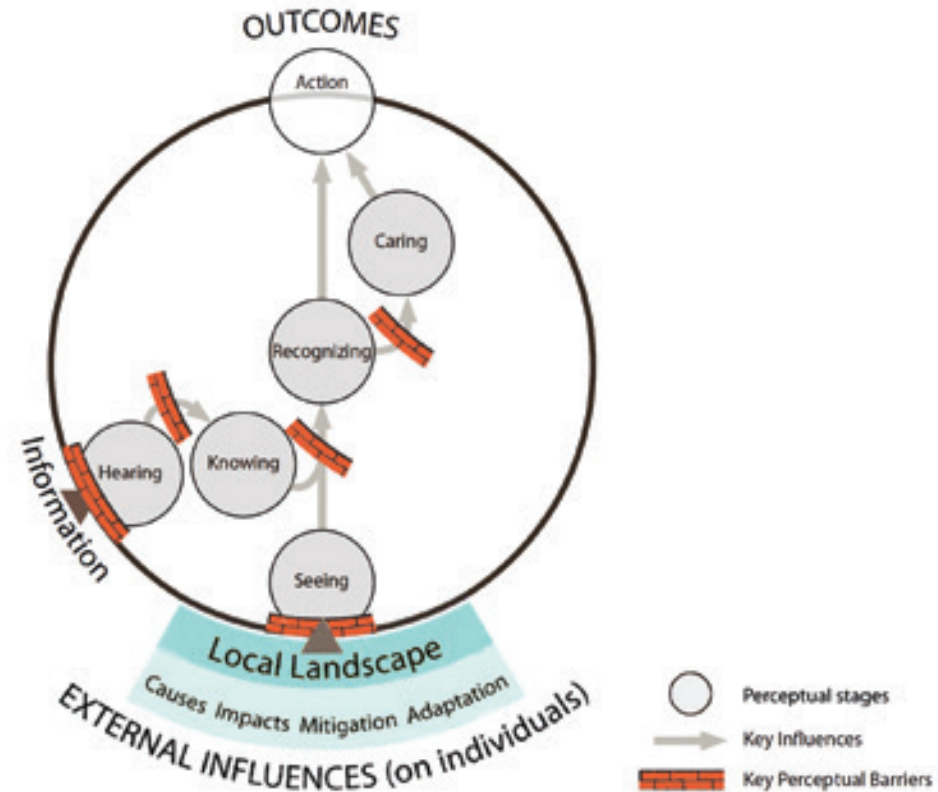 OUTCOMES
Action
Caring
Recognizing
Hearing
Knowing
Information
Seeing
Local Landscape
Causes Impacts Mitigation Adaptation
EXTERNAL INFLUENCES (on individuals)
Perceptual stages
Key Influences
Key Perceptual Barriers